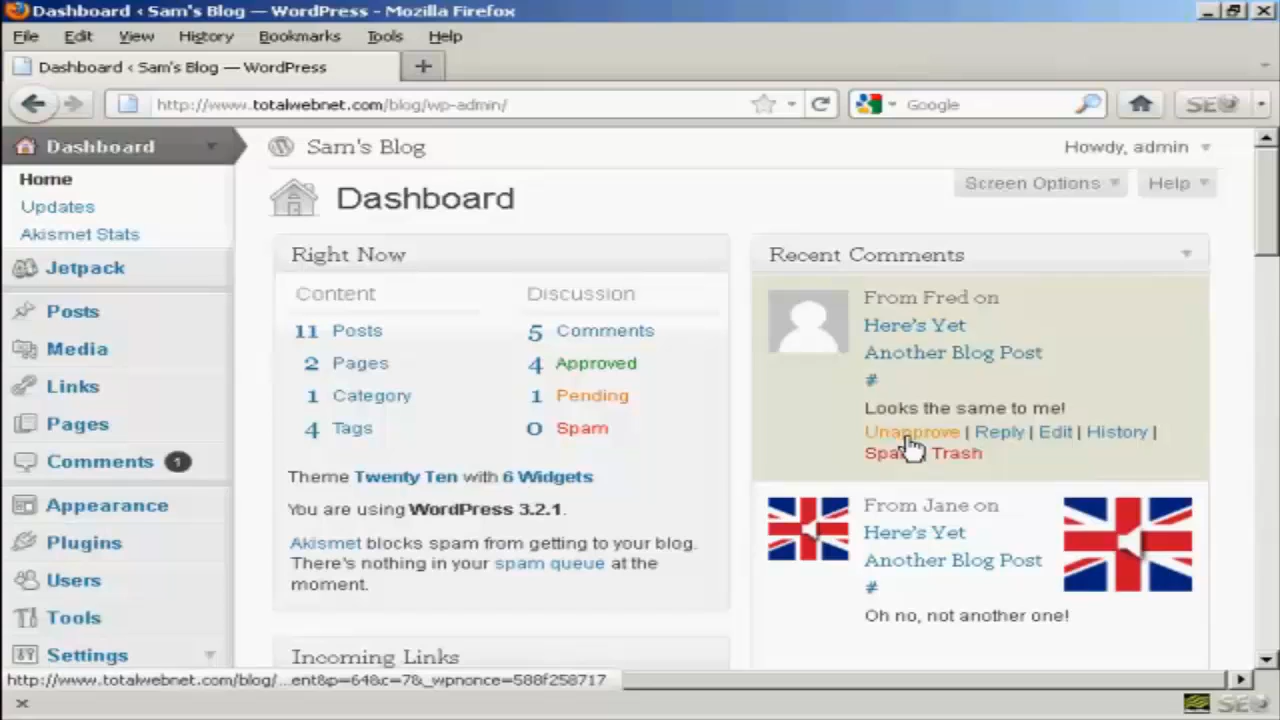 Dashboard ‹ Sam's Blog — WordPress - Mozilla Firefox
File Edit View History Bookmarks Tools Help
Dashboard ‹ Sam's Blog — WordPress
http://www.totalwebnet.com/blog/wp-admin/
Google
Dashboard
Home
Updates
Akismet Stats
Jetpack
Posts
Media
Links
Pages
Comments 1
Appearance
Plugins
Users
Tools
Settings
Sam's Blog
Howdy, admin
Dashboard
Screen Options
Help
Right Now
Content Discussion
11 Posts 5 Comments
2 Pages 4 Approved
1 Category 1 Pending
4 Tags 0 Spam
Theme Twenty Ten with 6 Widgets
You are using WordPress 3.2.1.
Akismet blocks spam from getting to your blog.
There's nothing in your spam queue at the
moment.
Incoming Links
Recent Comments
From Fred on
Here's Yet
Another Blog Post
#
Looks the same to me!
Unapprove | Reply | Edit | History |
Spam | Trash
From Jane on
Here's Yet
Another Blog Post
#
Oh no, not another one!
http://www.totalwebnet.com/blog/...ent&p=64&c=7&_wpnonce=588f258717